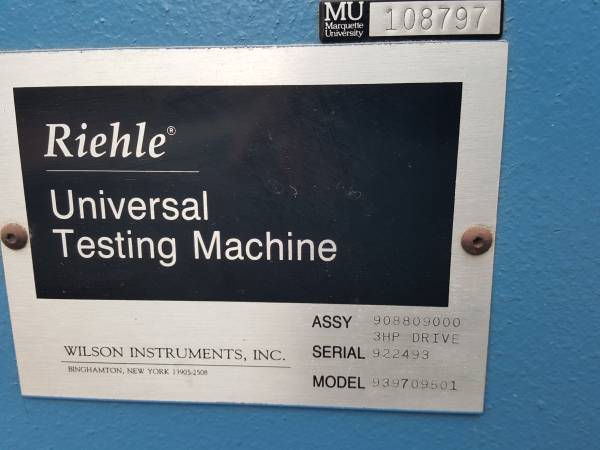 MU 108797
Marquette
University
Riehle®
Universal
Testing Machine
ASSY 908809000
3HP DRIVE
WILSON INSTRUMENTS, INC.
BINGHAMTON, NEW YORK 13905-2508
SERIAL 922493
MODEL 939709501